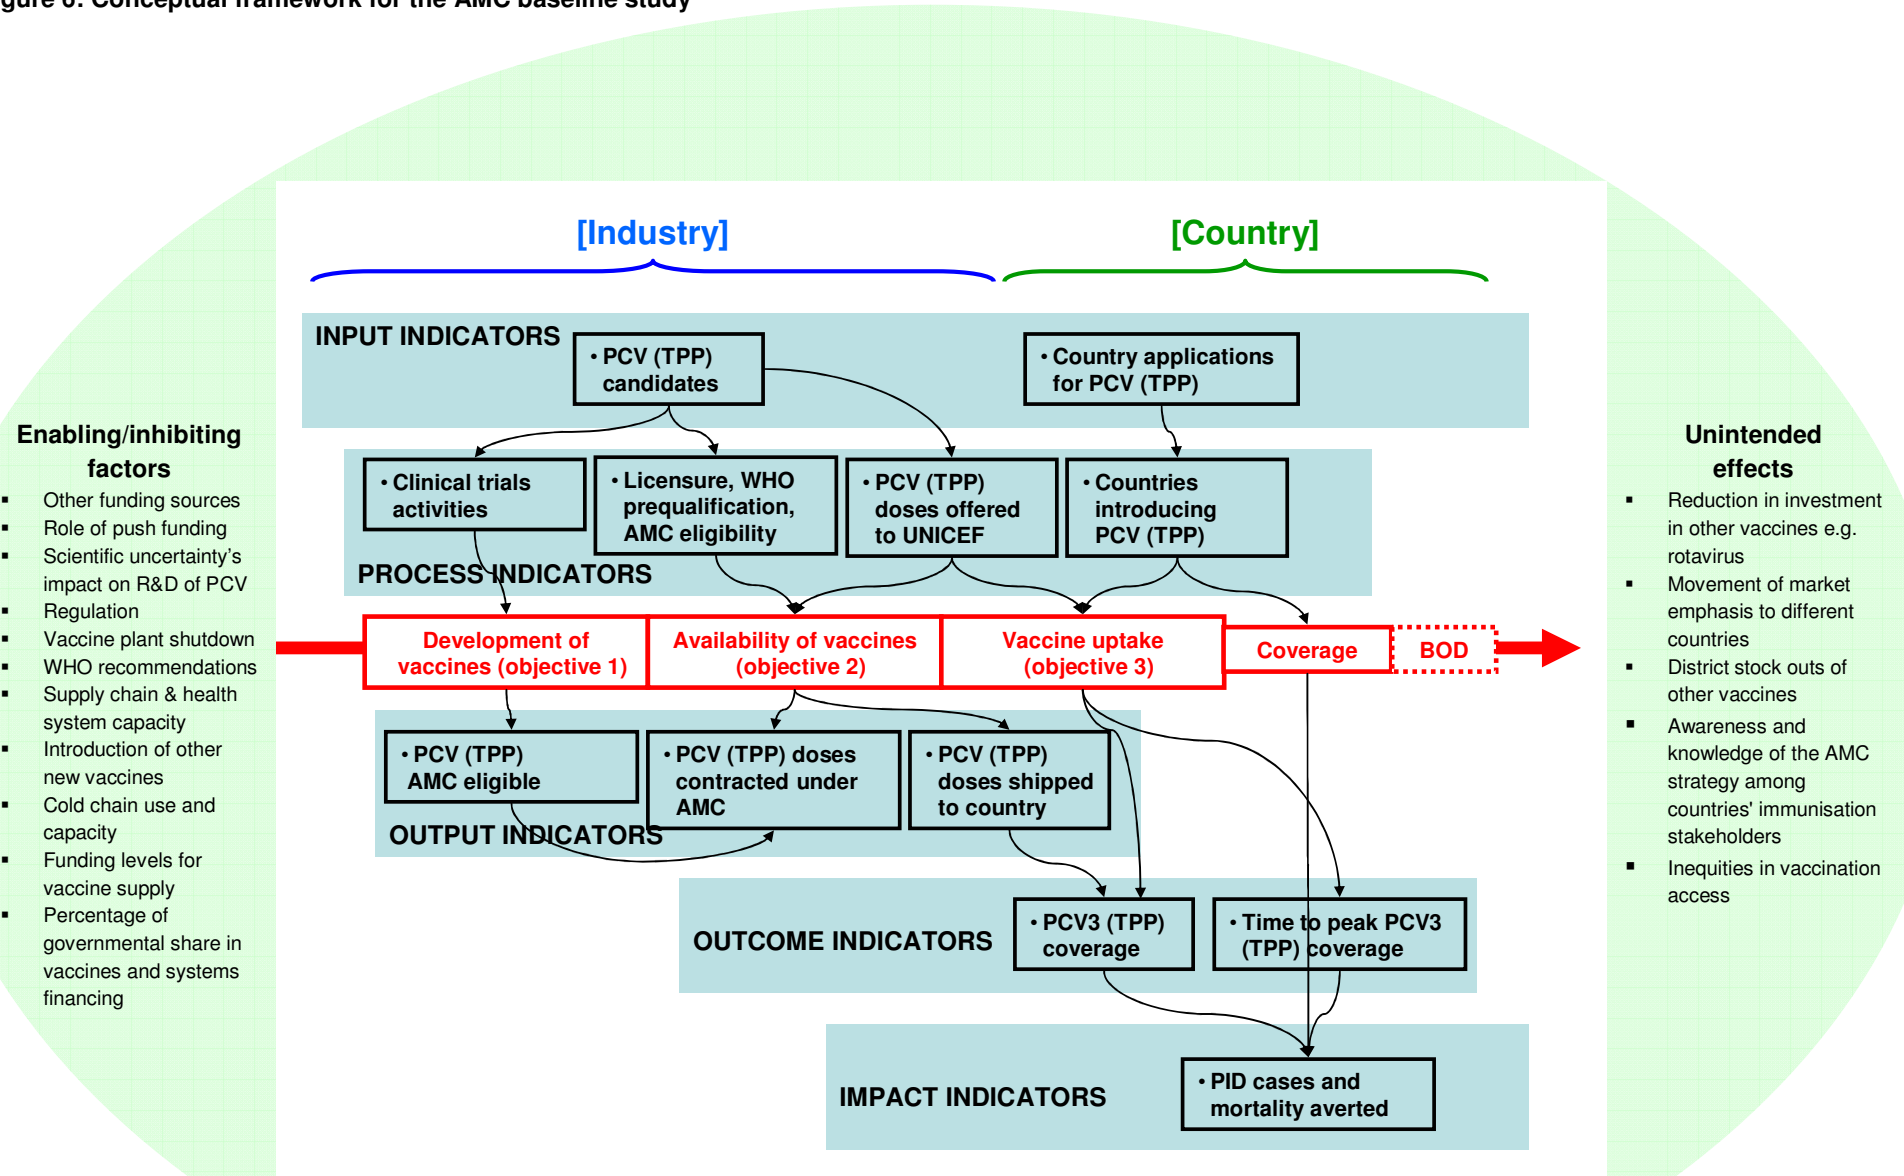 Figure 6: Conceptual framework for the AMC baseline study
[Industry]
[Country]
INPUT INDICATORS
• PCV (TPP)
candidates
• Country applications
for PCV (TPP)
• Clinical trials
activities
• Licensure, WHO
prequalification,
AMC eligibility
• PCV (TPP)
doses offered
to UNICEF
• Countries
introducing
PCV (TPP)
PROCESS INDICATORS
Development of
vaccines (objective 1)
Availability of vaccines
(objective 2)
Vaccine uptake
(objective 3)
Coverage
BOD
• PCV (TPP)
AMC eligible
• PCV (TPP) doses
contracted under
AMC
• PCV (TPP)
doses shipped
to country
OUTPUT INDICATORS
OUTCOME INDICATORS
• PCV3 (TPP)
coverage
• Time to peak PCV3
(TPP) coverage
IMPACT INDICATORS
• PID cases and
mortality averted
Enabling/inhibiting
factors
▪ Other funding sources
▪ Role of push funding
▪ Scientific uncertainty's
impact on R&D of PCV
▪ Regulation
▪ Vaccine plant shutdown
▪ WHO recommendations
▪ Supply chain & health
system capacity
▪ Introduction of other
new vaccines
▪ Cold chain use and
capacity
▪ Funding levels for
vaccine supply
▪ Percentage of
governmental share in
vaccines and systems
financing
Unintended
effects
▪ Reduction in investment
in other vaccines e.g.
rotavirus
▪ Movement of market
emphasis to different
countries
▪ District stock outs of
other vaccines
▪ Awareness and
knowledge of the AMC
strategy among
countries' immunisation
stakeholders
▪ Inequities in vaccination
access